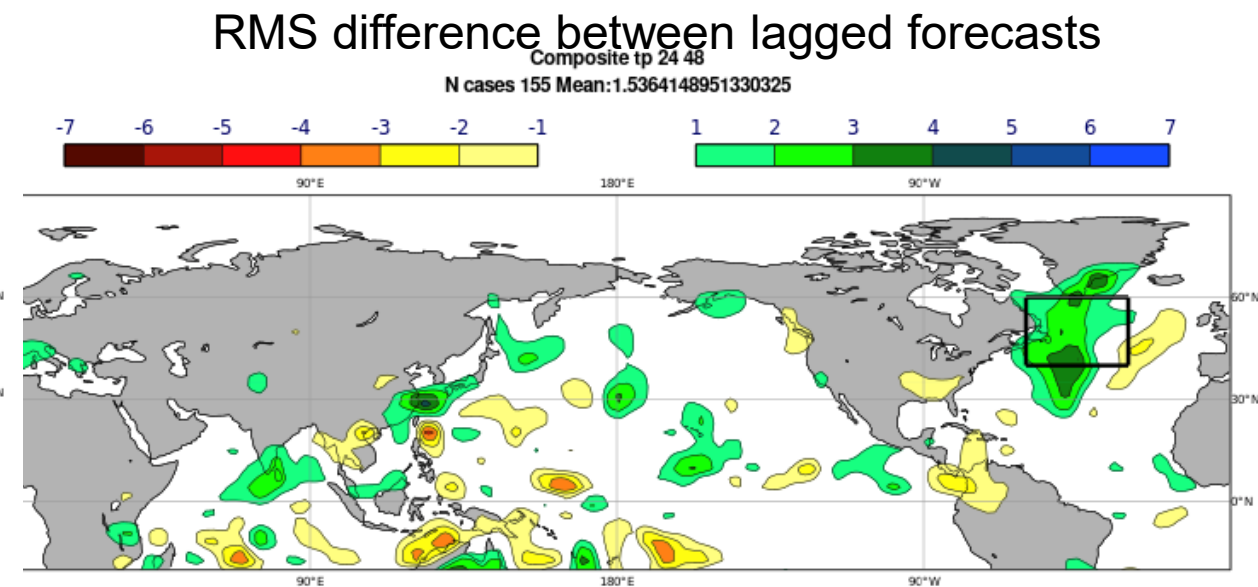 RMS difference between lagged forecasts
Composite tp 24 48
N cases 155 Mean:1.5364148951330325
-7 -6 -5 -4 -3 -2 -1 1 2 3 4 5 6 7
90°E 180°E 90°W
60°N
30°N
0°N
90°E 180°E 90°W